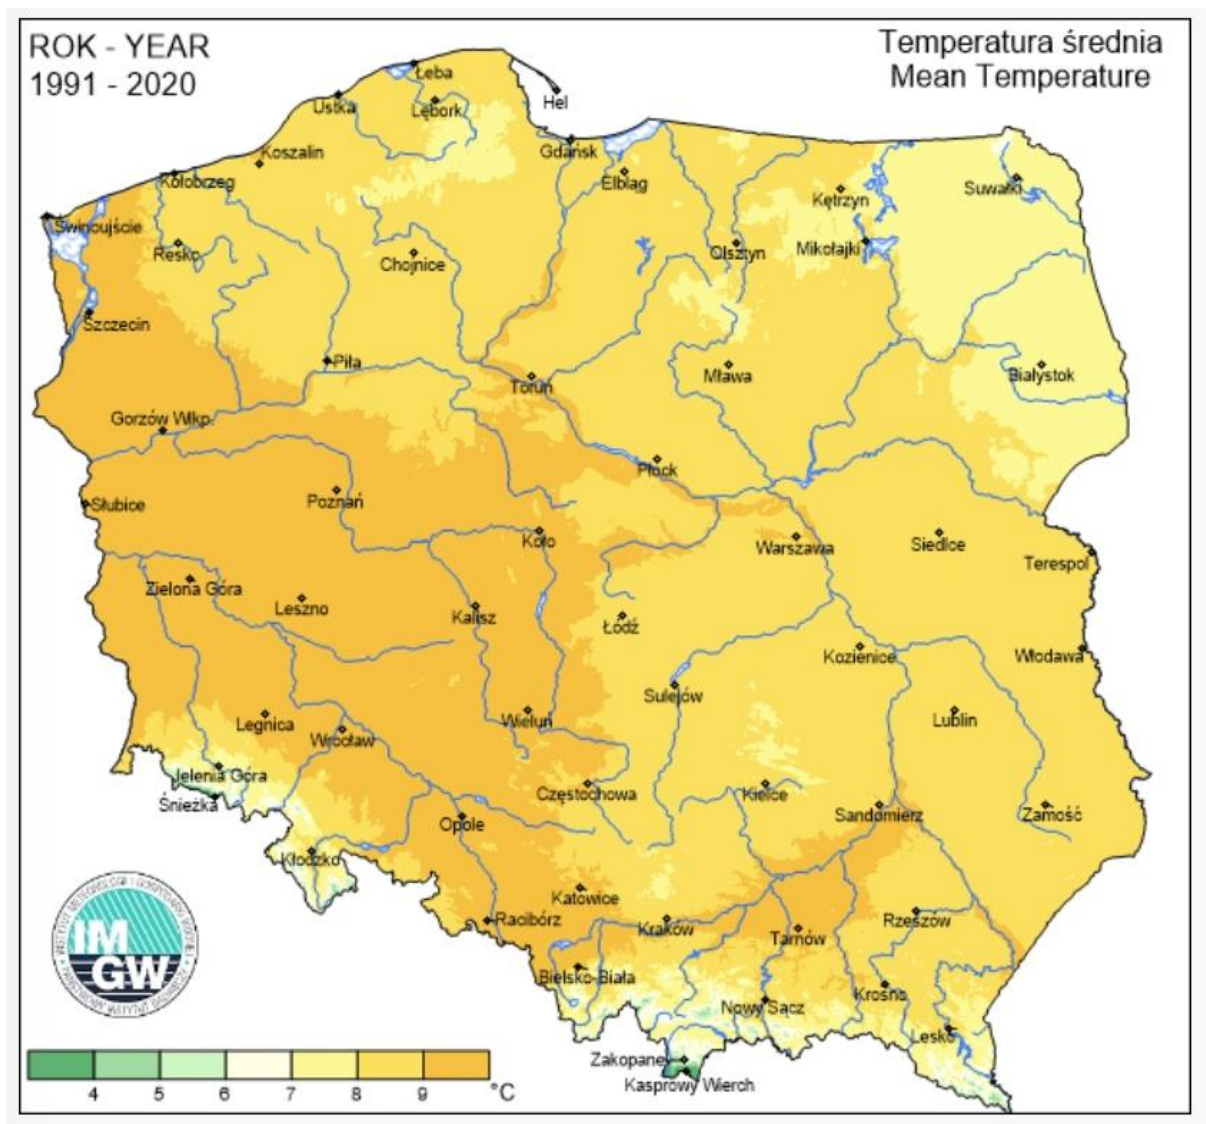 ROK - YEAR
1991 - 2020
Temperatura średnia
Mean Temperature
Łeba
Hel
Ustka
Lębork
Gdańsk
Koszalin
Kołobrzeg
Elbląg
Kętrzyn
Suwałki
Świnoujście
Resko
Chojnice
Olsztyn
Mikołajki
Szczecin
Piła
Toruń
Mława
Białystok
Gorzów Wlkp.
Płock
Słubice
Poznań
Koło
Warszawa
Siedlce
Terespol
Zielona Góra
Leszno
Kalisz
Łódź
Kozienice
Włodawa
Sulejów
Legnica
Wrocław
Wieluń
Lublin
Jelenia Góra
Śnieżka
Częstochowa
Kielce
Sandomierz
Zamość
Opole
Kłodzko
Katowice
Racibórz
Kraków
Tarnów
Rzeszów
Bielsko-Biała
Nowy Sącz
Krosno
Lesko
Zakopane
Kasprowy Wierch
IM
GW
4 5 6 7 8 9 °C